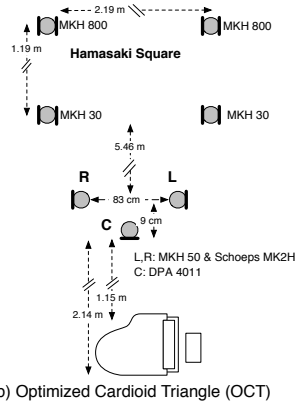 2.19 m
MKH 800 MKH 800
1.19 m
Hamasaki Square
MKH 30 MKH 30
5.46 m
R L
83 cm
9 cm
C
L,R: MKH 50 & Schoeps MK2H
C: DPA 4011
1.15 m
2.14 m
b) Optimized Cardioid Triangle (OCT)